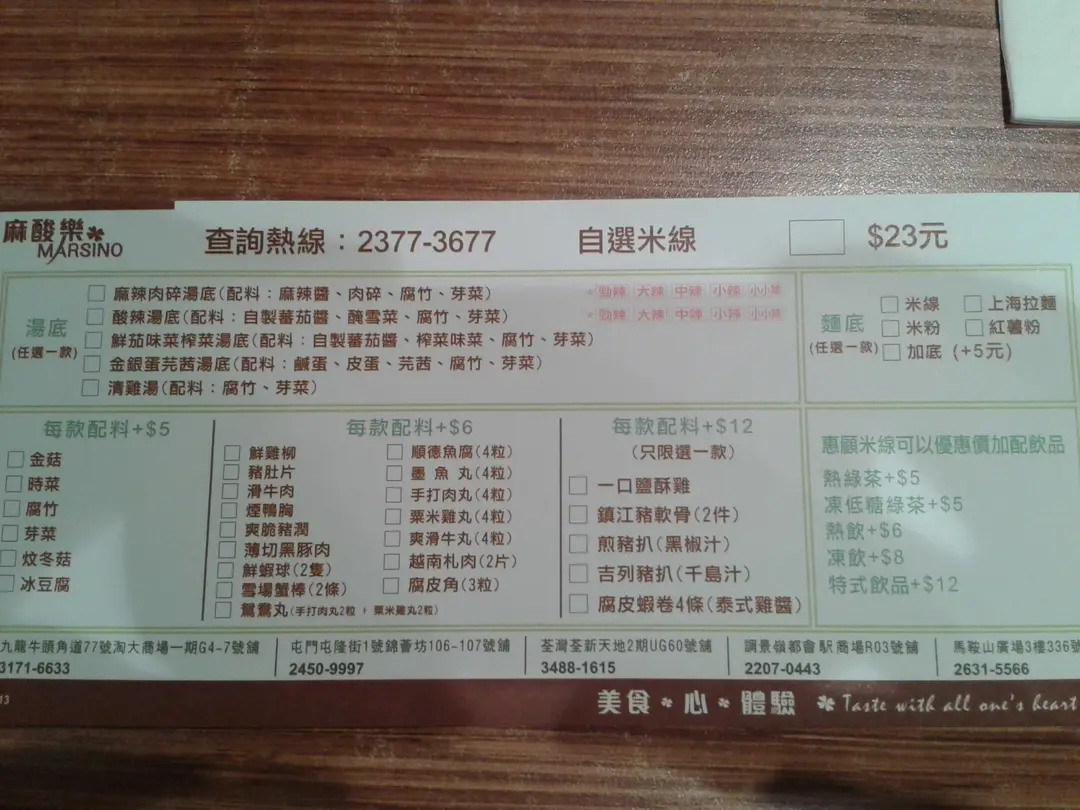 麻酸樂
MARSINO
查詢熱線：2377-3677
自選米線
$23元
湯底
(任選一款)
麻辣肉碎湯底(配料：麻辣醬、肉碎、腐竹、芽菜)
勁辣 大辣 中辣 小辣 小小辣
酸辣湯底(配料：自製蕃茄醬、醃雪菜、腐竹、芽菜)
勁辣 大辣 中辣 小辣 小小辣
鮮茄味菜榨菜湯底(配料：自製蕃茄醬、榨菜味菜、腐竹、芽菜)
金銀蛋芫茜湯底(配料：鹹蛋、皮蛋、芫茜、腐竹、芽菜)
清雞湯(配料：腐竹、芽菜)
麵底
(任選一款)
米線
上海拉麵
米粉
紅薯粉
加底 (+5元)
每款配料+$5
金菇
時菜
腐竹
芽菜
炆冬菇
冰豆腐
每款配料+$6
鮮雞柳
豬肚片
滑牛肉
煙鴨胸
爽脆豬潤
薄切黑豚肉
鮮蝦球(2隻)
雪場蟹棒(2條)
鴛鴦丸(手打肉丸2粒，粟米雞丸2粒)
順德魚腐(4粒)
墨魚丸(4粒)
手打肉丸(4粒)
粟米雞丸(4粒)
爽滑牛丸(4粒)
越南札肉(2片)
腐皮角(3粒)
每款配料+$12
(只限選一款)
一口鹽酥雞
鎮江豬軟骨(2件)
煎豬扒(黑椒汁)
吉列豬扒(千島汁)
腐皮蝦卷4條(泰式雞醬)
惠顧米線可以優惠價加配飲品
熱綠茶+$5
凍低糖綠茶+$5
熱飲+$6
凍飲+$8
特式飲品+$12
九龍牛頭角道77號淘大商場一期G4-7號舖
3171-6633
屯門屯隆街1號錦薈坊106-107號舖
2450-9997
荃灣荃新天地2期UG60號舖
3488-1615
調景嶺都會駅商場R03號舖
2207-0443
馬鞍山廣場3樓336號
2631-5566
13
美食 心 體驗
Taste with all one's heart